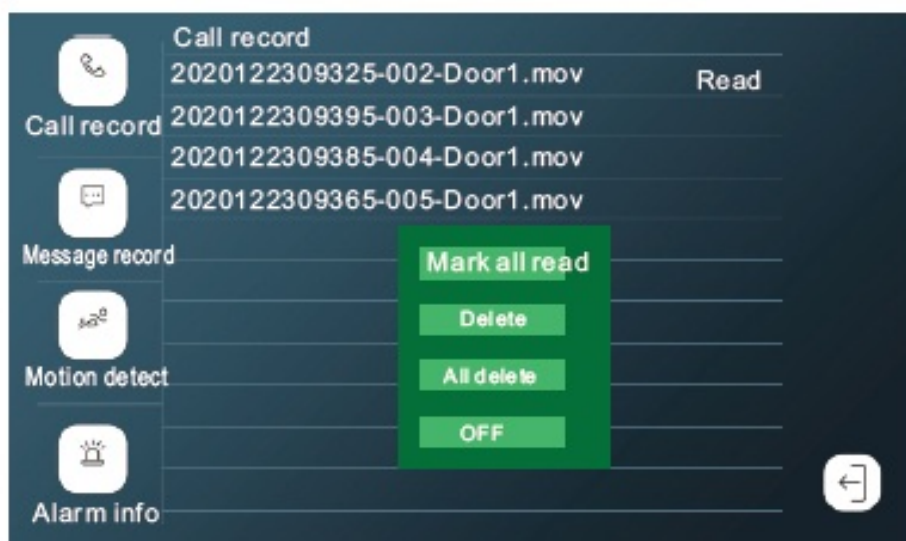 Call record
2020122309325-002-Door1.mov Read
2020122309395-003-Door1.mov
2020122309385-004-Door1.mov
2020122309365-005-Door1.mov
Call record
Message record
Motion detect
Alarm info
Mark all read
Delete
All delete
OFF